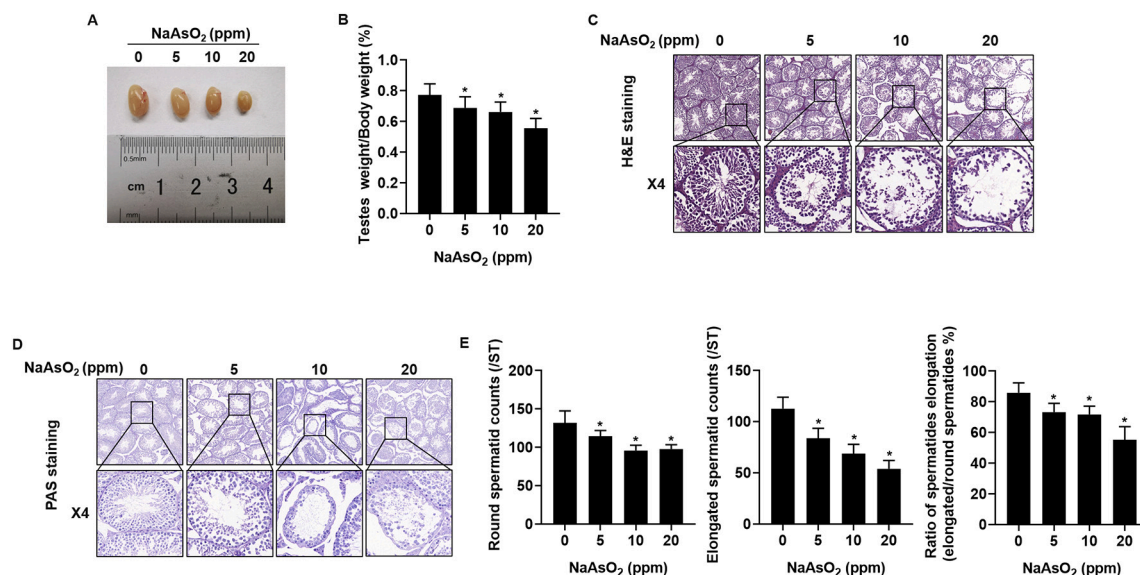 A
NaAsO2 (ppm)
0 5 10 20
2
0.5mm
cm 1 2 3 4
mm
B
Testes weight/Body weight (%)
1.0
0.8
0.6
0.4
0.2
0.0
* * *
0 5 10 20
NaAsO2 (ppm)
C
NaAsO2 (ppm) 0 5 10 20
H&E staining
X4
D
NaAsO2 (ppm) 0 5 10 20
PAS staining
X4
E
Round spermatid counts (/ST)
200
150
100
50
0
* * *
0 5 10 20
NaAsO2 (ppm)
Elongated spermatid counts (/ST)
150
100
50
0
* * *
0 5 10 20
NaAsO2 (ppm)
Ratio of spermatides elongation
(elongated/round spermatides %)
100
80
60
40
20
0
* * *
0 5 10 20
NaAsO2 (ppm)